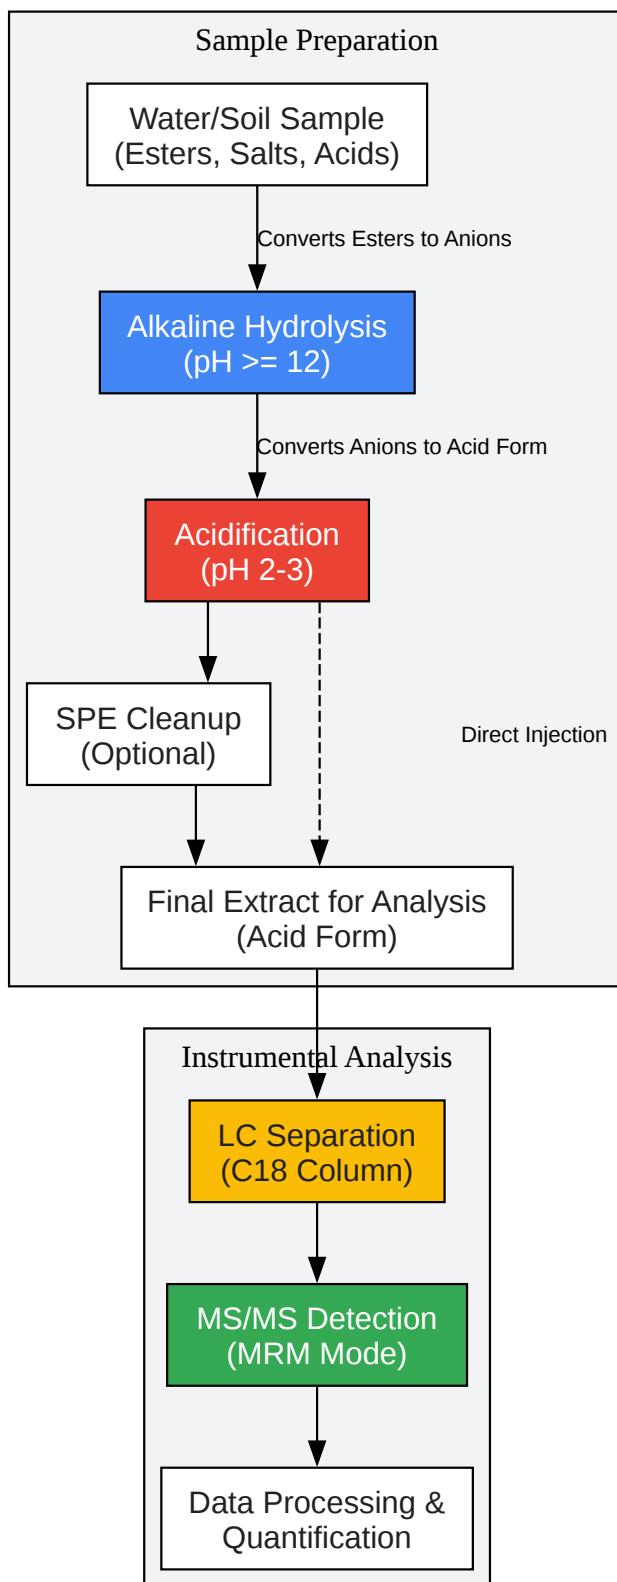 Sample Preparation
Water/Soil Sample
(Esters, Salts, Acids)
Converts Esters to Anions
Alkaline Hydrolysis
(pH >= 12)
Converts Anions to Acid Form
Acidification
(pH 2-3)
SPE Cleanup
(Optional)
Direct Injection
Final Extract for Analysis
(Acid Form)
Instrumental Analysis
LC Separation
(C18 Column)
MS/MS Detection
(MRM Mode)
Data Processing &
Quantification